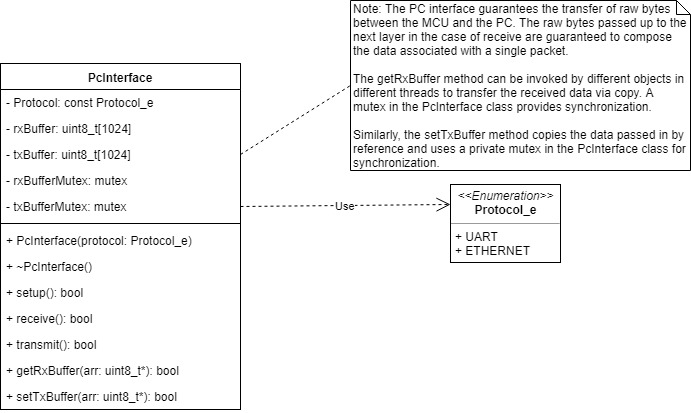 Note: The PC interface guarantees the transfer of raw bytes
between the MCU and the PC. The raw bytes passed up to the
next layer in the case of receive are guaranteed to compose
the data associated with a single packet.
The getRxBuffer method can be invoked by different objects in
different threads to transfer the received data via copy. A
mutex in the PcInterface class provides synchronization.
Similarly, the setTxBuffer method copies the data passed in by
reference and uses a private mutex in the PcInterface class for
synchronization.
PcInterface
- Protocol: const Protocol_e
- rxBuffer: uint8_t[1024]
- txBuffer: uint8_t[1024]
- rxBufferMutex: mutex
- txBufferMutex: mutex
+ PcInterface(protocol: Protocol_e)
+ ~PcInterface()
+ setup(): bool
+ receive(): bool
+ transmit(): bool
+ getRxBuffer(arr: uint8_t*): bool
+ setTxBuffer(arr: uint8_t*): bool
Use
<<Enumeration>>
Protocol_e
+ UART
+ ETHERNET